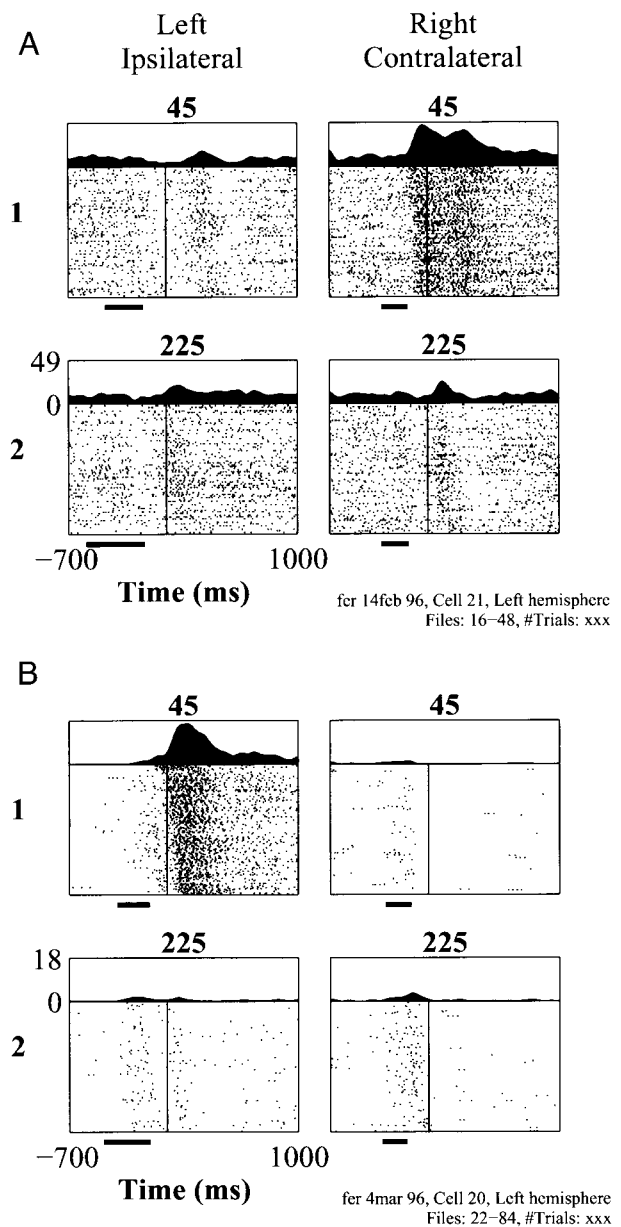 A
Left Ipsilateral
Right Contralateral
45
45
1
49
0
225
225
2
−700
1000
Time (ms)
fer 14feb 96, Cell 21, Left hemisphere
Files: 16−48, #Trials: xxx
B
45
45
1
18
0
225
225
2
−700
1000
Time (ms)
fer 4mar 96, Cell 20, Left hemisphere
Files: 22−84, #Trials: xxx